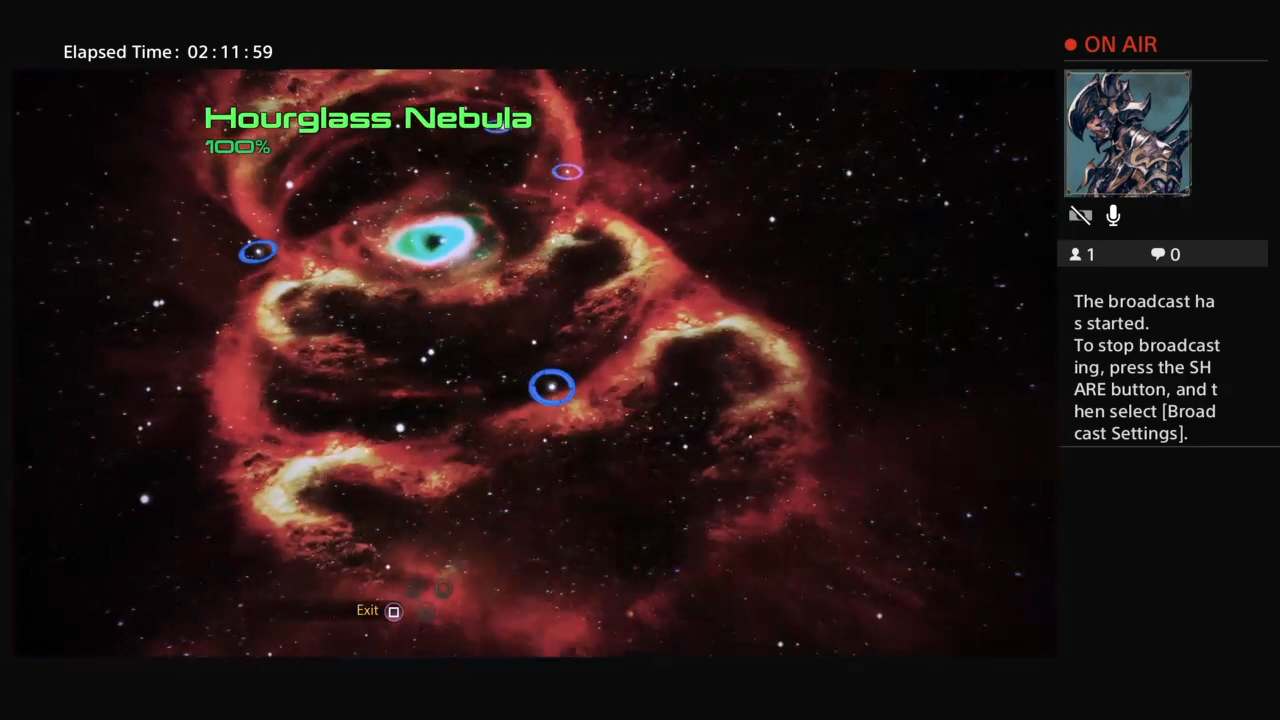 Elapsed Time: 02:11:59
ON AIR
Hourglass Nebula
100%
1
0
The broadcast ha
s started.
To stop broadcast
ing, press the SH
ARE button, and t
hen select [Broad
cast Settings].
Exit